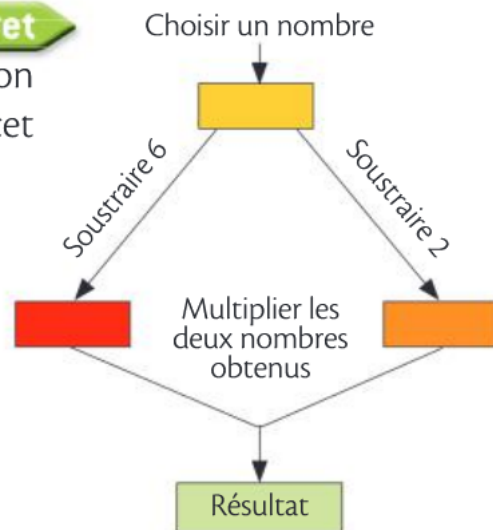 et
on
et
Choisir un nombre
Soustraire 6
Soustraire 2
Multiplier les
deux nombres
obtenus
Résultat